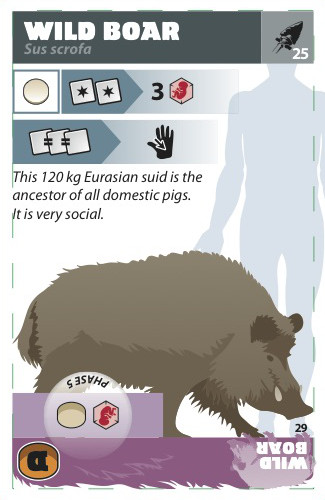 WILD BOAR
Sus scrofa
25
3
This 120 kg Eurasian suid is the
ancestor of all domestic pigs.
It is very social.
PHASE 5
29
WILD
BOAR
α